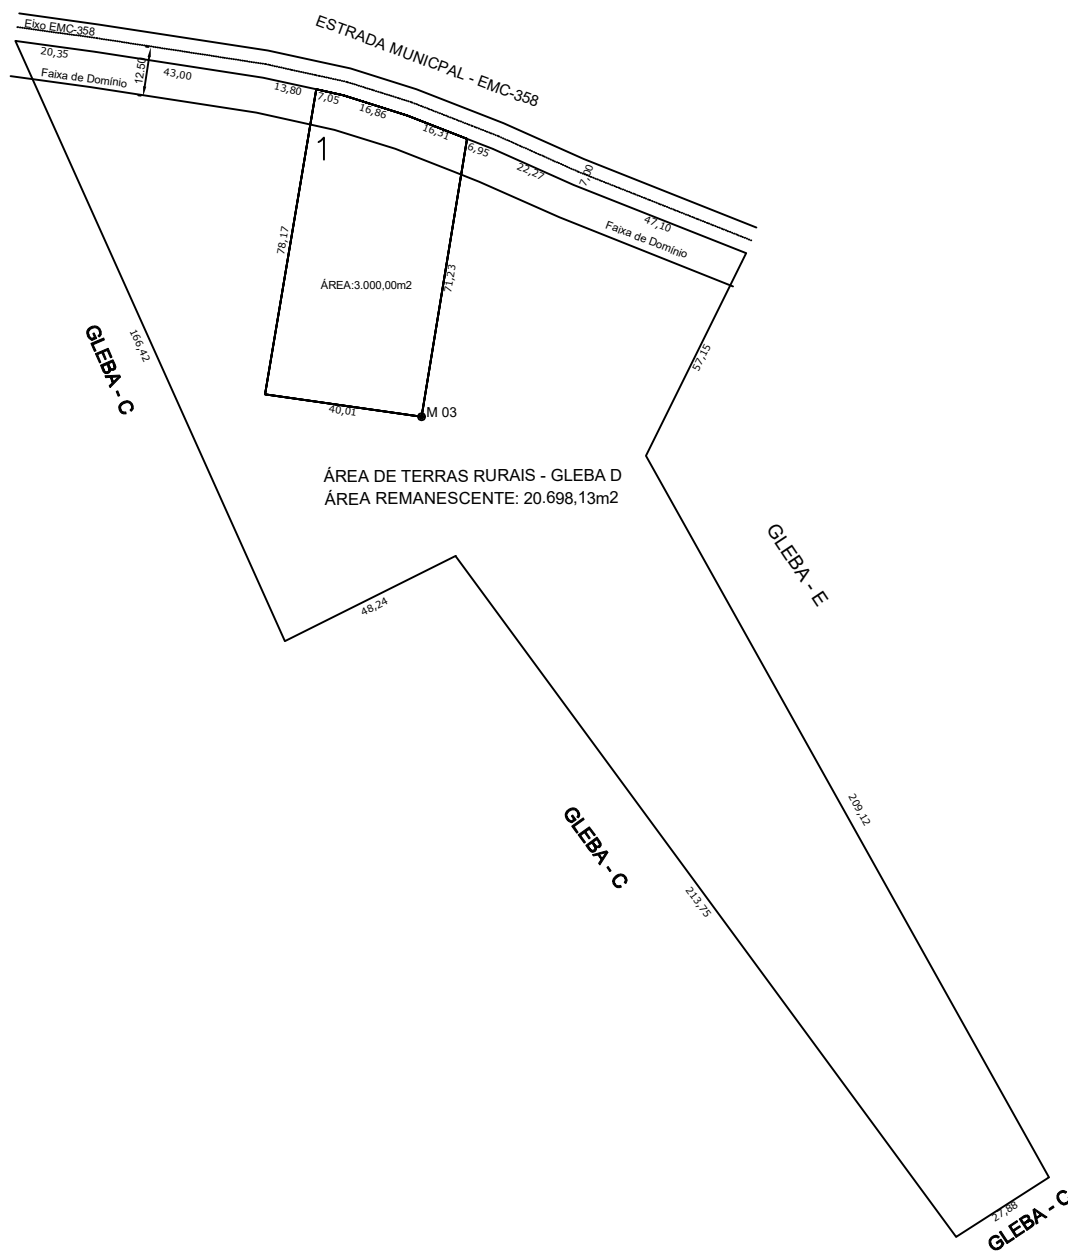 ESTRADA MUNICPAL - EMC-358
Eixo EMC-358
20,35
Faixa de Domínio
12,50
43,00
13,80
7,05
16,86
16,31
6,95
22,27
7,00
47,10
Faixa de Domínio
1
78,17
71,23
ÁREA:3.000,00m2
40,01
M 03
57,15
166,42
GLEBA - C
ÁREA DE TERRAS RURAIS - GLEBA D
ÁREA REMANESCENTE: 20.698,13m2
GLEBA - E
48,24
209,12
GLEBA - C
213,75
27,88
GLEBA - C